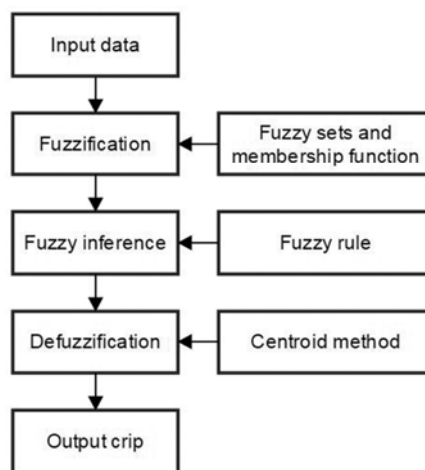 Input data
Fuzzification
Fuzzy sets and
membership function
Fuzzy inference
Fuzzy rule
Defuzzification
Centroid method
Output crip